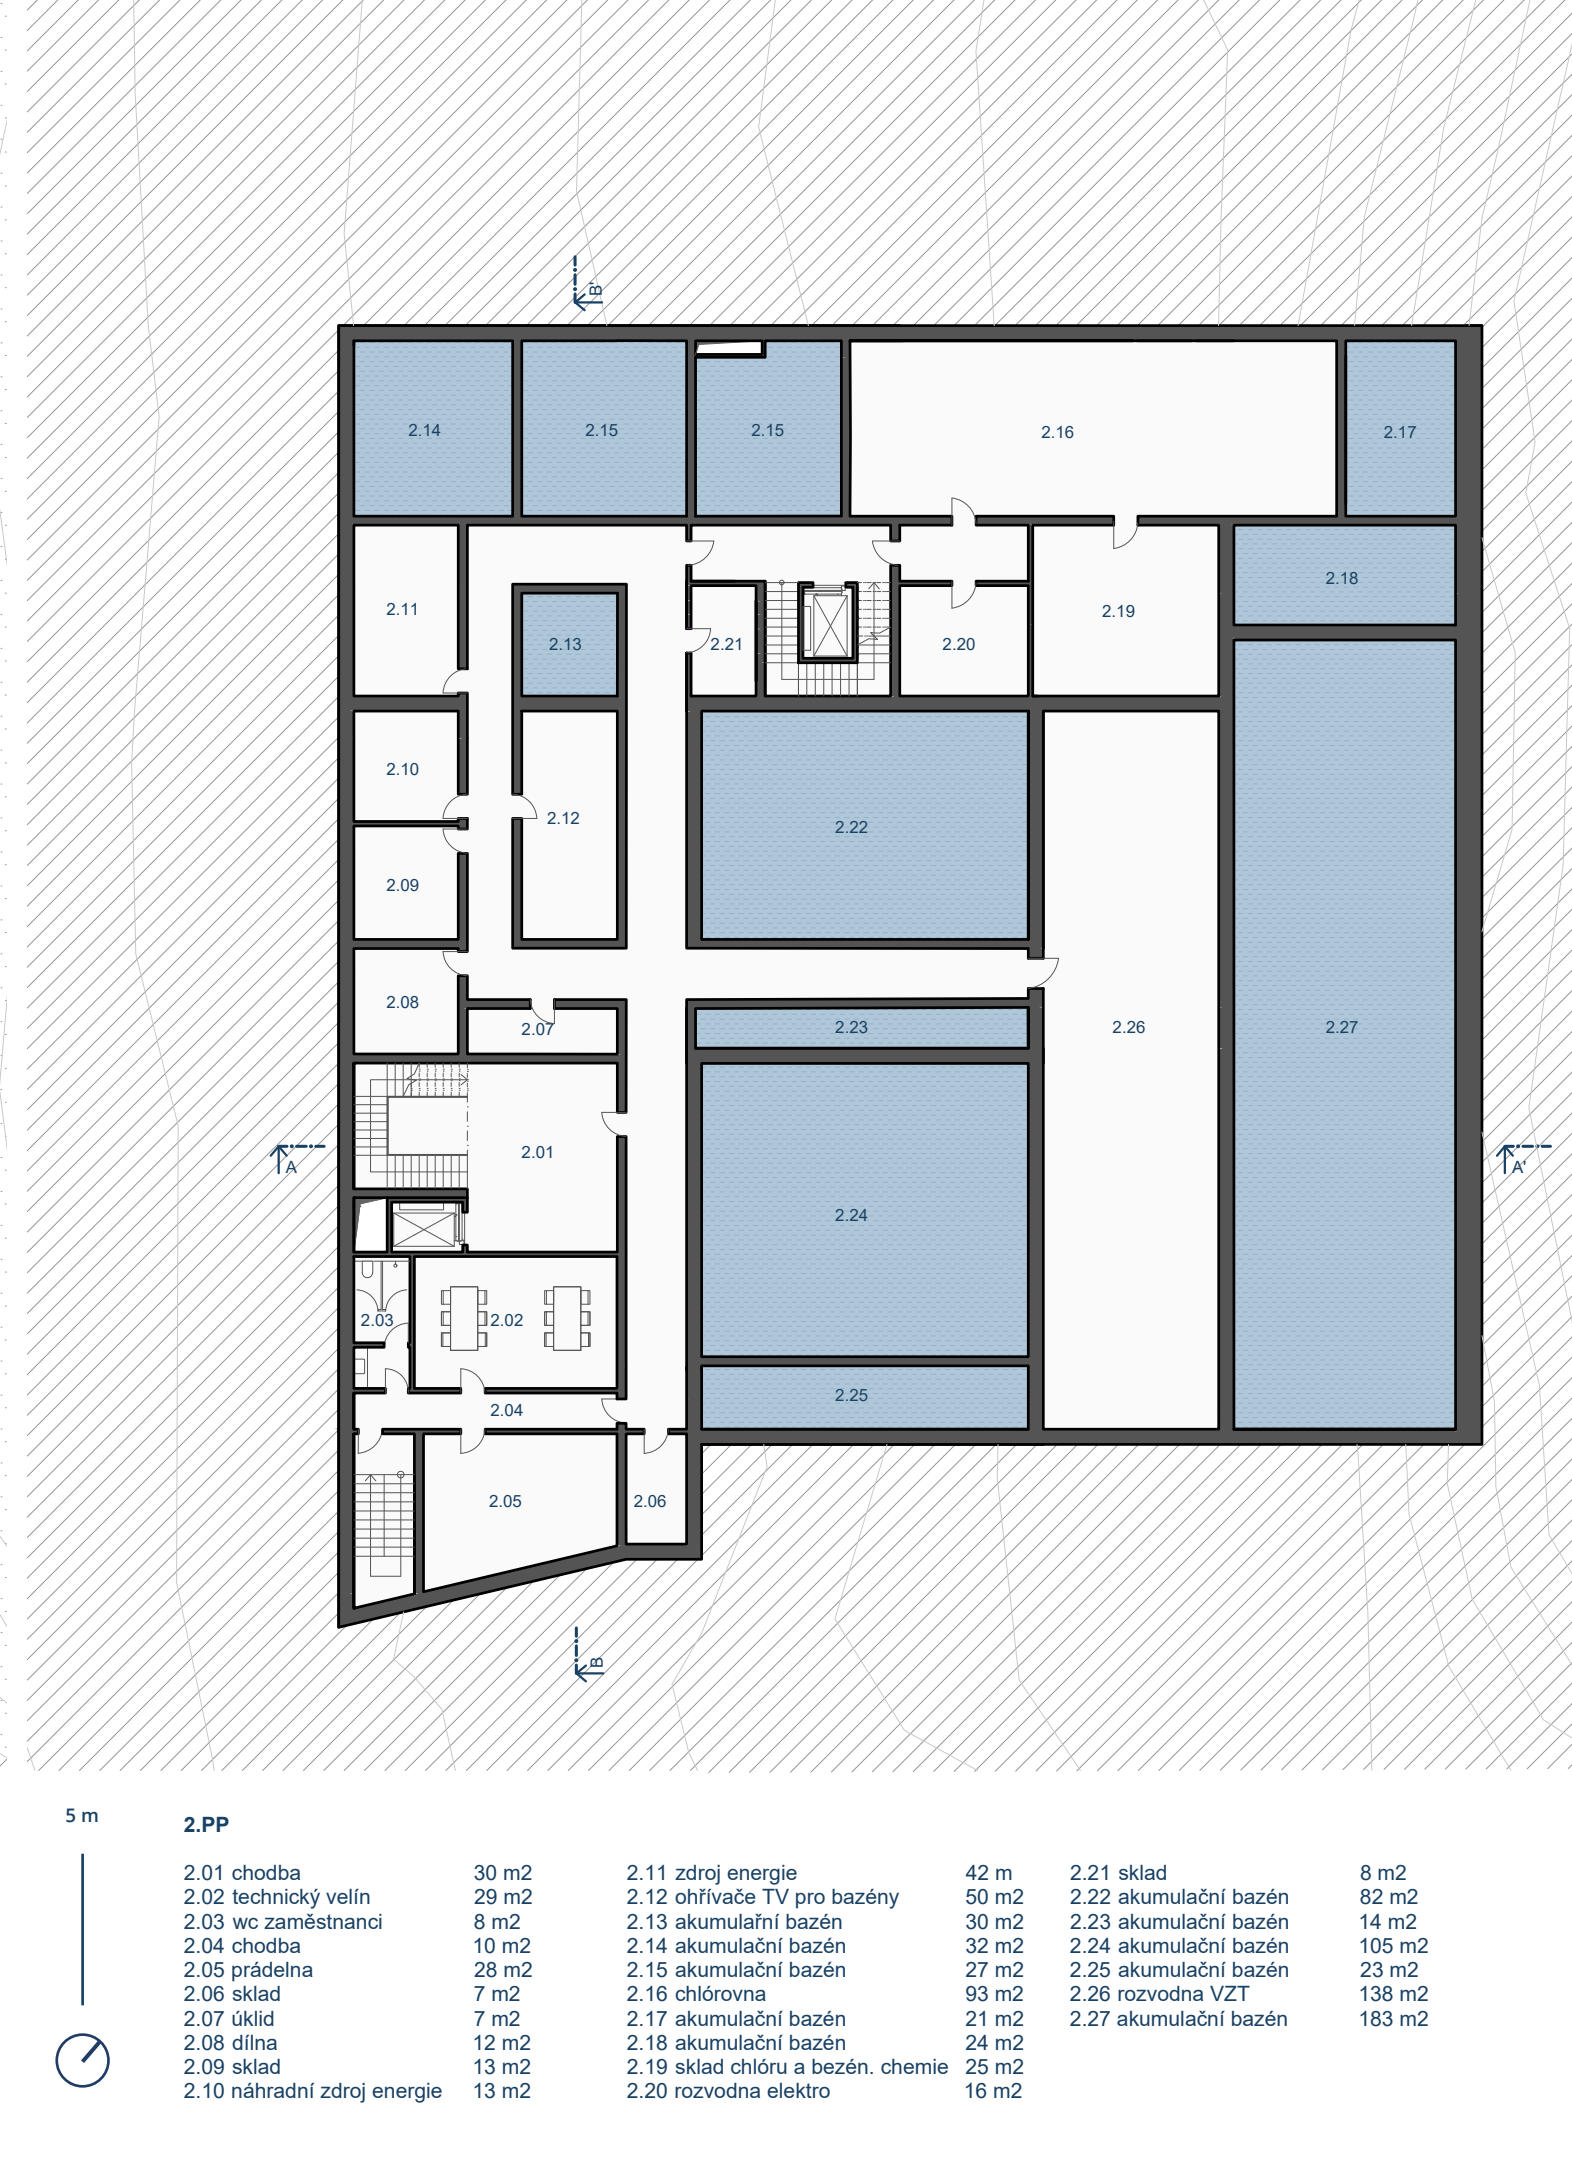 B'
2.14
2.15
2.15
2.16
2.17
2.18
2.11
2.13
2.21
2.20
2.19
2.10
2.12
2.22
2.09
2.08
2.07
2.23
2.26
2.27
2.01
A
A'
2.24
2.03
2.02
2.25
2.04
2.05
2.06
B
5 m
2.PP
2.01 chodba 30 m2
2.02 technický velín 29 m2
2.03 wc zaměstnanci 8 m2
2.04 chodba 10 m2
2.05 prádelna 28 m2
2.06 sklad 7 m2
2.07 úklid 7 m2
2.08 dílna 12 m2
2.09 sklad 13 m2
2.10 náhradní zdroj energie 13 m2
2.11 zdroj energie 42 m
2.12 ohřívače TV pro bazény 50 m2
2.13 akumulařní bazén 30 m2
2.14 akumulační bazén 32 m2
2.15 akumulační bazén 27 m2
2.16 chlórovna 93 m2
2.17 akumulační bazén 21 m2
2.18 akumulační bazén 24 m2
2.19 sklad chlóru a bezén. chemie 25 m2
2.20 rozvodna elektro 16 m2
2.21 sklad 8 m2
2.22 akumulační bazén 82 m2
2.23 akumulační bazén 14 m2
2.24 akumulační bazén 105 m2
2.25 akumulační bazén 23 m2
2.26 rozvodna VZT 138 m2
2.27 akumulační bazén 183 m2